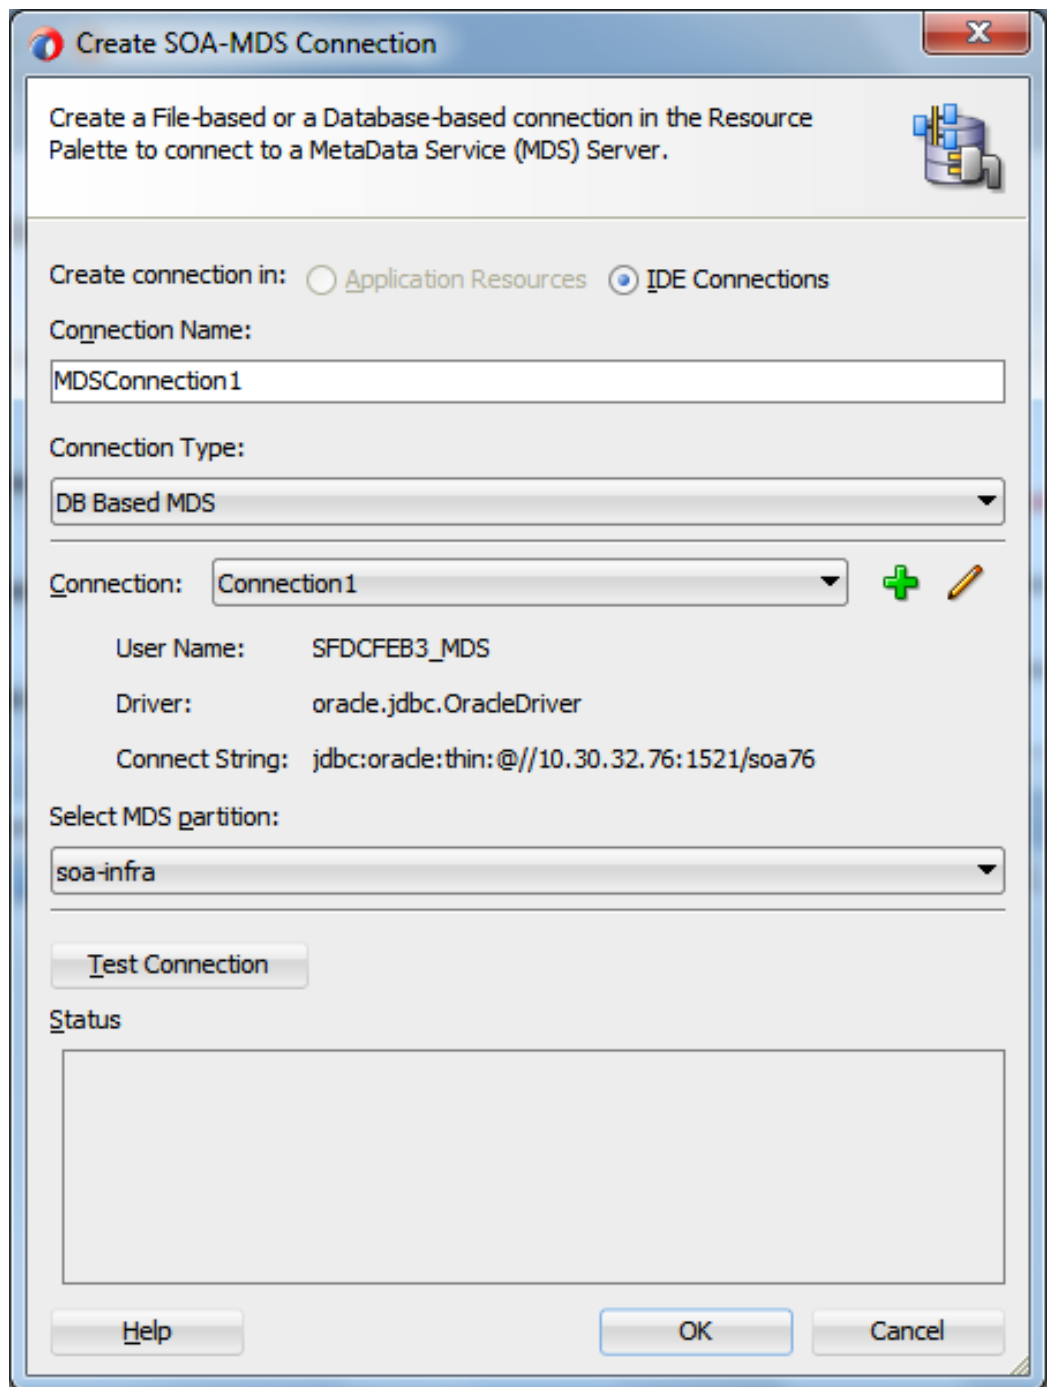 Create SOA-MDS Connection
Create a File-based or a Database-based connection in the Resource
Palette to connect to a MetaData Service (MDS) Server.
Create connection in: Application Resources IDE Connections
Connection Name:
MDSConnection1
Connection Type:
DB Based MDS
Connection: Connection1
User Name: SFDCFEB3_MDS
Driver: oracle.jdbc.OracleDriver
Connect String: jdbc:oracle:thin:@//10.30.32.76:1521/soa76
Select MDS partition:
soa-infra
Test Connection
Status
Help OK Cancel